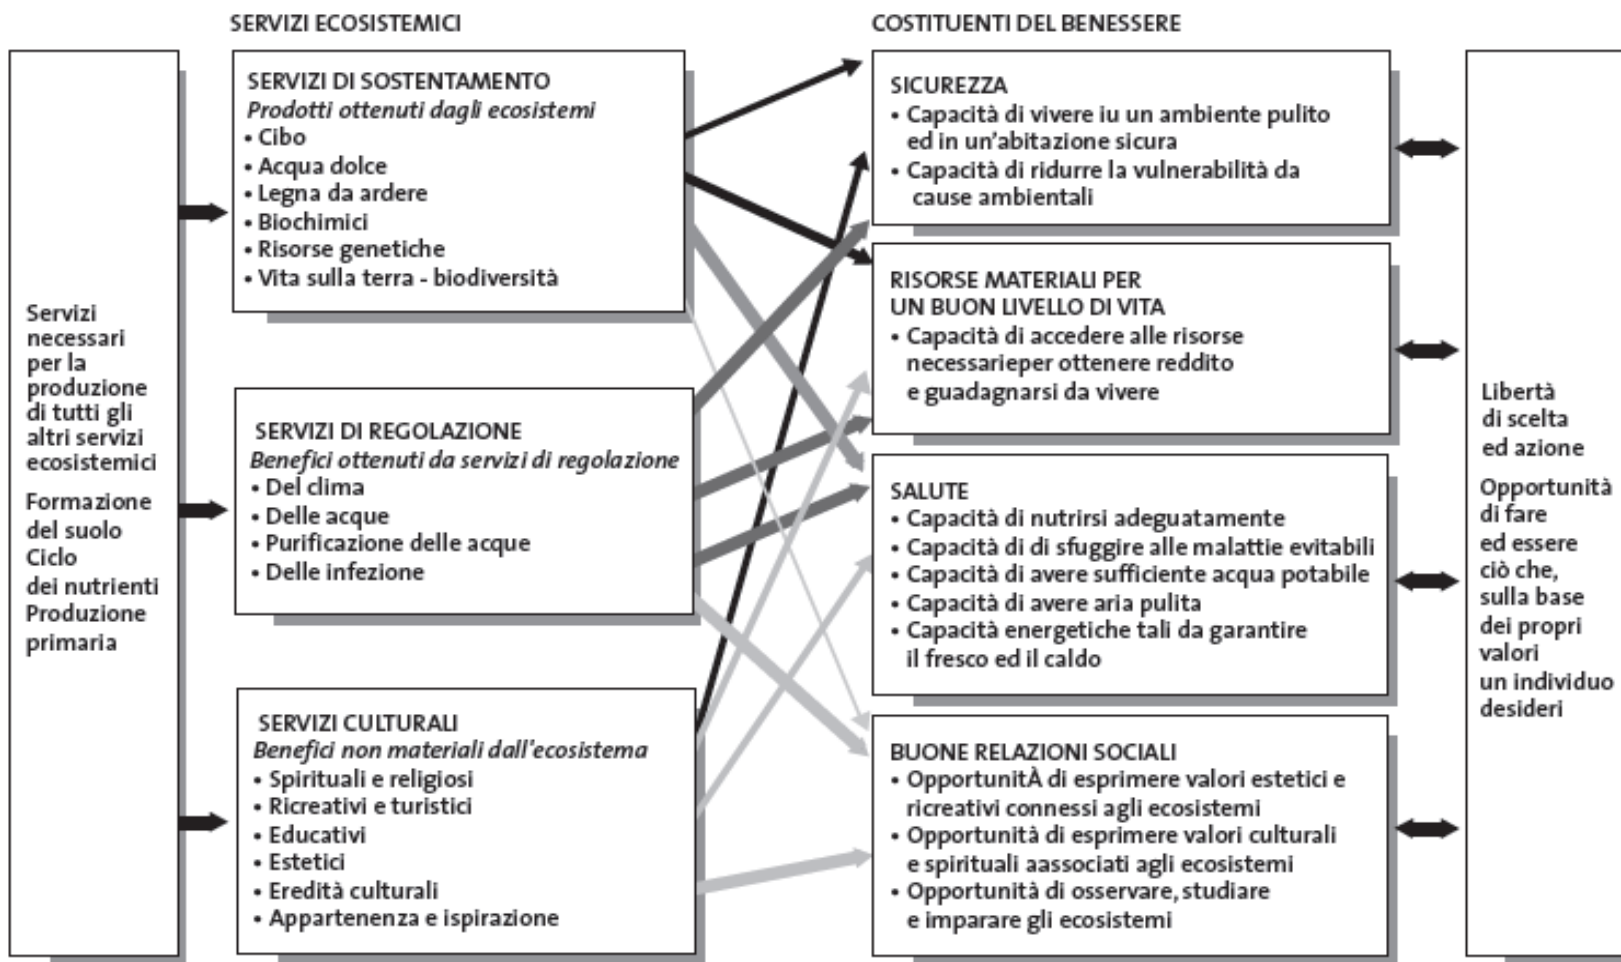 SERVIZI ECOSISTEMICI
COSTITUENTI DEL BENESSERE
Servizi
necessari
per la
produzione
di tutti gli
altri servizi
ecosistemici
Formazione
del suolo
Ciclo
dei nutrienti
Produzione
primaria
SERVIZI DI SOSTENTAMENTO
Prodotti ottenuti dagli ecosistemi
• Cibo
• Acqua dolce
• Legna da ardere
• Biochimici
• Risorse genetiche
• Vita sulla terra - biodiversità
SERVIZI DI REGOLAZIONE
Benefici ottenuti da servizi di regolazione
• Del clima
• Delle acque
• Purificazione delle acque
• Delle infezione
SERVIZI CULTURALI
Benefici non materiali dall'ecosistema
• Spirituali e religiosi
• Ricreativi e turistici
• Educativi
• Estetici
• Eredità culturali
• Appartenenza e ispirazione
SICUREZZA
• Capacità di vivere iu un ambiente pulito
ed in un'abitazione sicura
• Capacità di ridurre la vulnerabilità da
cause ambientali
RISORSE MATERIALI PER
UN BUON LIVELLO DI VITA
• Capacità di accedere alle risorse
necessarieper ottenere reddito
e guadagnarsi da vivere
SALUTE
• Capacità di nutrirsi adeguatamente
• Capacità di di sfuggire alle malattie evitabili
• Capacità di avere sufficiente acqua potabile
• Capacità di avere aria pulita
• Capacità energetiche tali da garantire
il fresco ed il caldo
BUONE RELAZIONI SOCIALI
• OpportunitÀ di esprimere valori estetici e
ricreativi connessi agli ecosistemi
• Opportunità di esprimere valori culturali
e spirituali aassociati agli ecosistemi
• Opportunità di osservare, studiare
e imparare gli ecosistemi
Libertà
di scelta
ed azione
Opportunità
di fare
ed essere
ciò che,
sulla base
dei propri
valori
un individuo
desideri